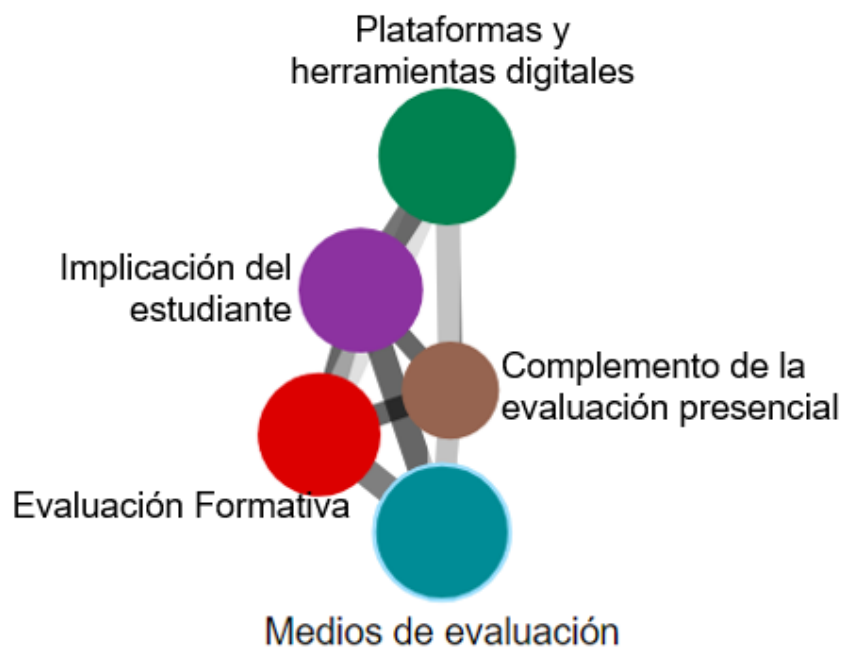 Plataformas y
herramientas digitales
Implicación del
estudiante
Complemento de la
evaluación presencial
Evaluación Formativa
Medios de evaluación